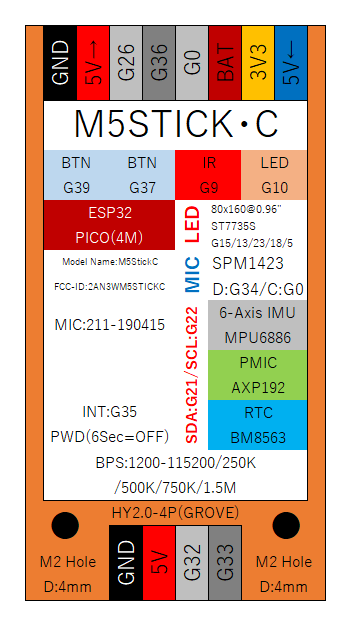 GND 5V→ G26 G36 G0 BAT 3V3 5V←
M5STICK・C
BTN BTN IR LED
G39 G37 G9 G10
ESP32
PICO(4M)
LED
80x160@0.96"
ST7735S
G15/13/23/18/5
Model Name:M5StickC
FCC-ID:2AN3WM5STICKC
MIC
SPM1423
D:G34/C:G0
MIC:211-190415
SDA:G21/SCL:G22
6-Axis IMU
MPU6886
PMIC
AXP192
INT:G35
PWD(6Sec=OFF)
RTC
BM8563
BPS:1200-115200/250K
/500K/750K/1.5M
HY2.0-4P(GROVE)
M2 Hole
D:4mm
GND 5V G32 G33
M2 Hole
D:4mm